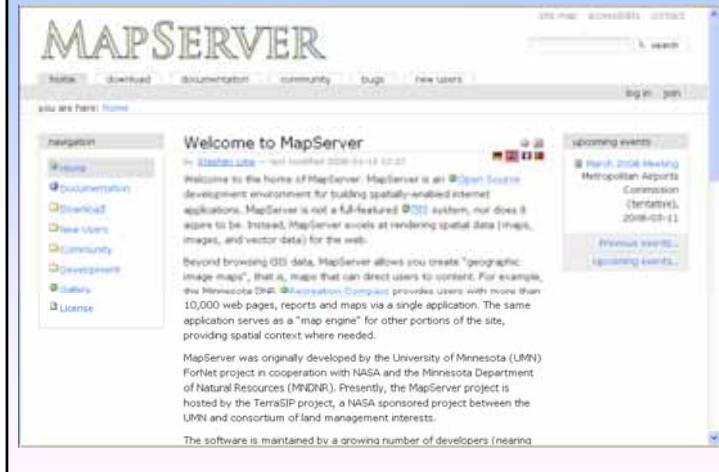 site map accessibility contact
MAPSERVER
search
home download documentation community bugs new users
log in join
you are here: home
navigation
Home
Documentation
Download
New Users
Community
Development
Gallery
License
Welcome to MapServer
by Stephen Lime — last modified
Welcome to the home of MapServer. MapServer is an Open Source
development environment for building spatially-enabled internet
applications. MapServer is not a full-featured GIS system, nor does it
aspire to be. Instead, MapServer excels at rendering spatial data (maps,
images, and vector data) for the web.
Beyond browsing GIS data, MapServer allows you create "geographic
image maps", that is, maps that can direct users to content. For example,
the Minnesota DNR Recreation Compass provides users with more than
10,000 web pages, reports and maps via a single application. The same
application serves as a "map engine" for other portions of the site,
providing spatial context where needed.
MapServer was originally developed by the University of Minnesota (UMN)
ForNet project in cooperation with NASA and the Minnesota Department
of Natural Resources (MNDNR). Presently, the MapServer project is
hosted by the TerraSIP project, a NASA sponsored project between the
UMN and consortium of land management interests.
The software is maintained by a growing number of developers (nearing
upcoming events
March 2008 Meeting
Metropolitan Airports
Commission
(tentative),
2008-03-11
Previous events...
Upcoming events...